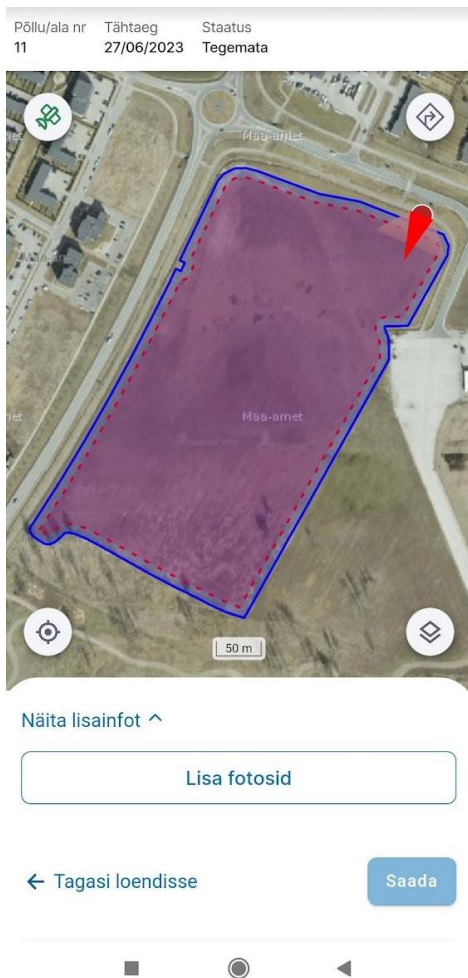 Põllu/ala nr Tähtaeg Staatus
11 27/06/2023 Tegemata
Maa-amet
Maa-amet
50 m
Näita lisainfot
Lisa fotosid
Tagasi loendisse
Saada